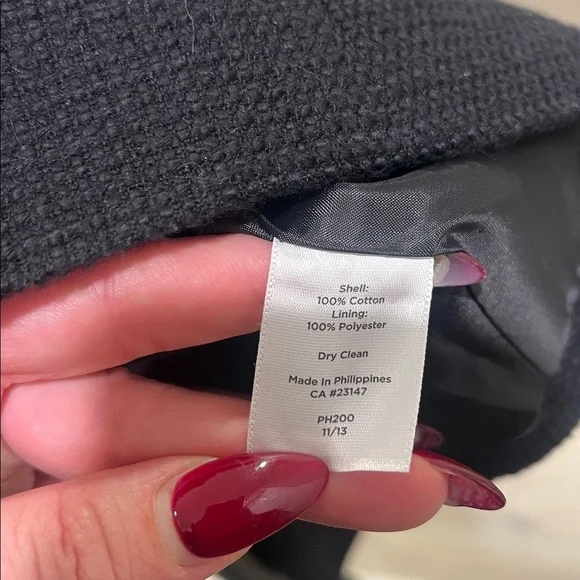 Shell:
100% Cotton
Lining:
100% Polyester
Dry Clean
Made In Philippines
CA #23147
PH200
11/13